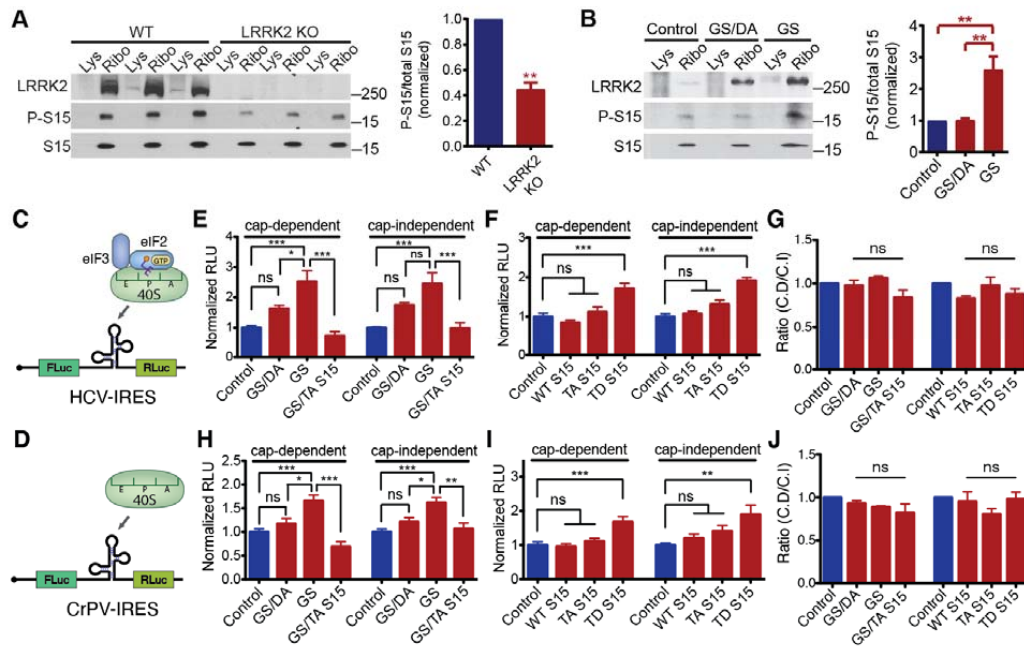 A
WT
LRRK2 KO
Lys Ribo Lys Ribo Lys Ribo Lys Ribo Lys Ribo Lys Ribo
LRRK2
–250
P-S15
–15
S15
–15
P-S15/total S15
(normalized)
1.0
0.8
0.6
0.4
0.2
0.0
**
WT
LRRK2
KO
B
Control GS/DA GS
Lys Ribo Lys Ribo Lys Ribo
LRRK2
–250
P-S15
–15
S15
–15
P-S15/total S15
(normalized)
4
3
2
1
0
**
**
Control
GS/DA
GS
C
eIF3
eIF2
GTP
E P A
40S
FLuc
RLuc
HCV-IRES
D
E P A
40S
FLuc
RLuc
CrPV-IRES
E
cap-dependent
cap-independent
Normalized RLU
4
3
2
1
0
***
ns * ***
***
ns ns ***
Control
GS/DA
GS
GS/TA S15
Control
GS/DA
GS
GS/TA S15
F
cap-dependent
cap-independent
Normalized RLU
3
2
1
0
***
ns
***
ns
Control
WT S15
TA S15
TD S15
Control
WT S15
TA S15
TD S15
G
Ratio (C.D/C.I)
1.5
1.0
0.5
0.0
ns
ns
Control
GS/DA
GS
GS/TA S15
Control
WT S15
TA S15
TD S15
H
cap-dependent
cap-independent
Normalized RLU
2.5
2.0
1.5
1.0
0.5
0.0
***
ns * ***
***
ns * **
Control
GS/DA
GS
GS/TA S15
Control
GS/DA
GS
GS/TA S15
I
cap-dependent
cap-independent
Normalized RLU
3
2
1
0
***
ns
**
ns
Control
WT S15
TA S15
TD S15
Control
WT S15
TA S15
TD S15
J
Ratio (C.D/C.I)
1.5
1.0
0.5
0.0
ns
ns
Control
GS/DA
GS
GS/TA S15
Control
WT S15
TA S15
TD S15